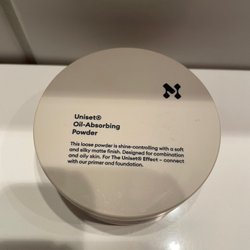 Uniset®
Oil-Absorbing
Powder
This loose powder is shine-controlling with a soft
and silky matte finish. Designed for combination
and oily skin. For The Uniset® Effect – connect
with our primer and foundation.